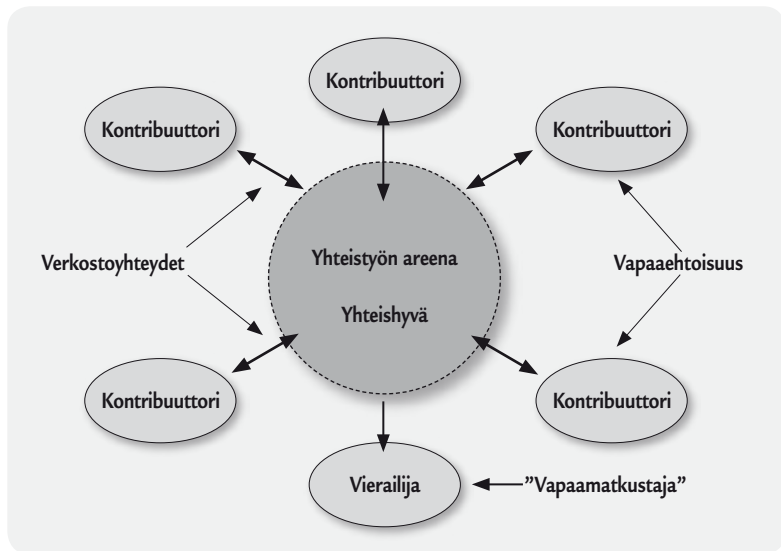 Kontribuuttori
Kontribuuttori
Kontribuuttori
Yhteistyön areena
Verkostoyhteydet
Vapaaehtoisuus
Yhteishyvä
Kontribuuttori
Kontribuuttori
Vierailija
”Vapaamatkustaja”